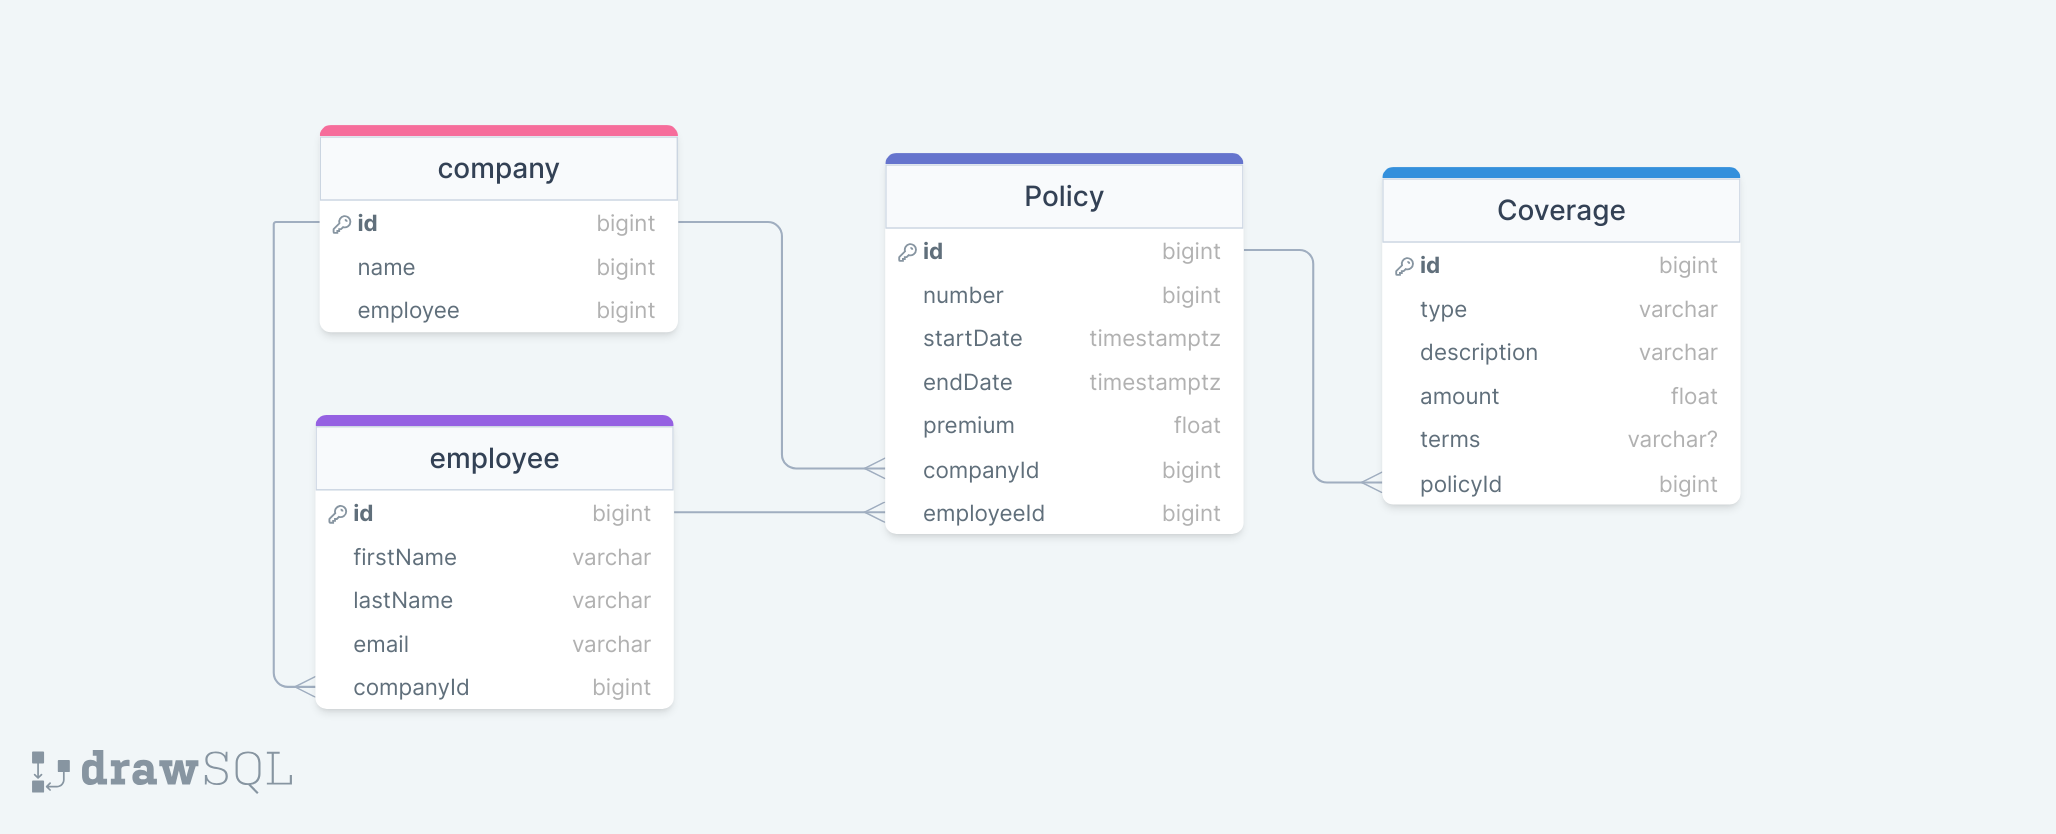 company
id bigint
name bigint
employee bigint
employee
id bigint
firstName varchar
lastName varchar
email varchar
companyId bigint
Policy
id bigint
number bigint
startDate timestamptz
endDate timestamptz
premium float
companyId bigint
employeeId bigint
Coverage
id bigint
type varchar
description varchar
amount float
terms varchar?
policyId bigint
drawSQL